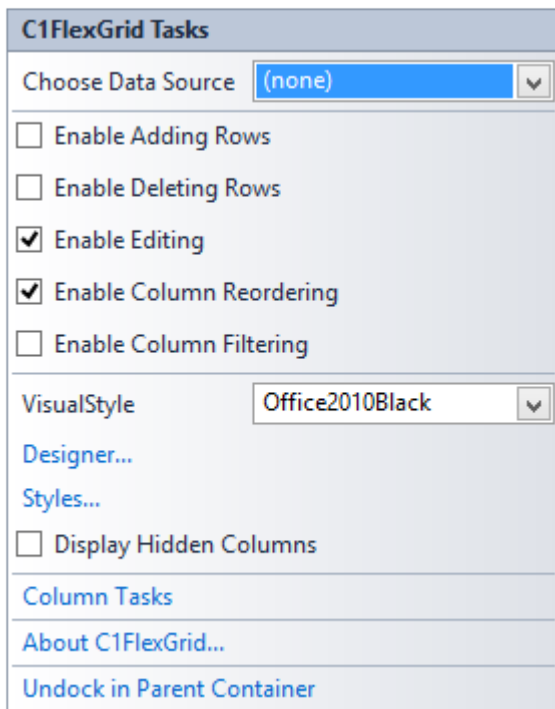 C1FlexGrid Tasks
Choose Data Source (none)
Enable Adding Rows
Enable Deleting Rows
Enable Editing
Enable Column Reordering
Enable Column Filtering
VisualStyle Office2010Black
Designer...
Styles...
Display Hidden Columns
Column Tasks
About C1FlexGrid...
Undock in Parent Container